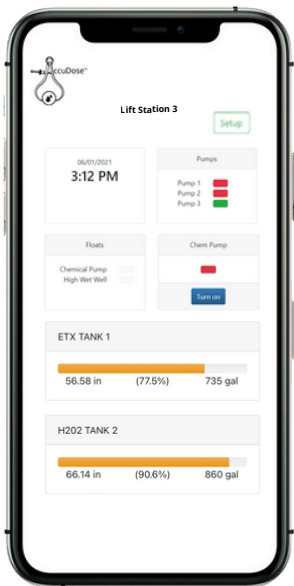 ccuDose™
Lift Station 3
Setup
06/01/2021
3:12 PM
Pumps
Pump 1
Pump 2
Pump 3
Floats
Chemical Pump
High Wet Well
Chem Pump
Turn on
ETX TANK 1
56.58 in (77.5%) 735 gal
H202 TANK 2
66.14 in (90.6%) 860 gal